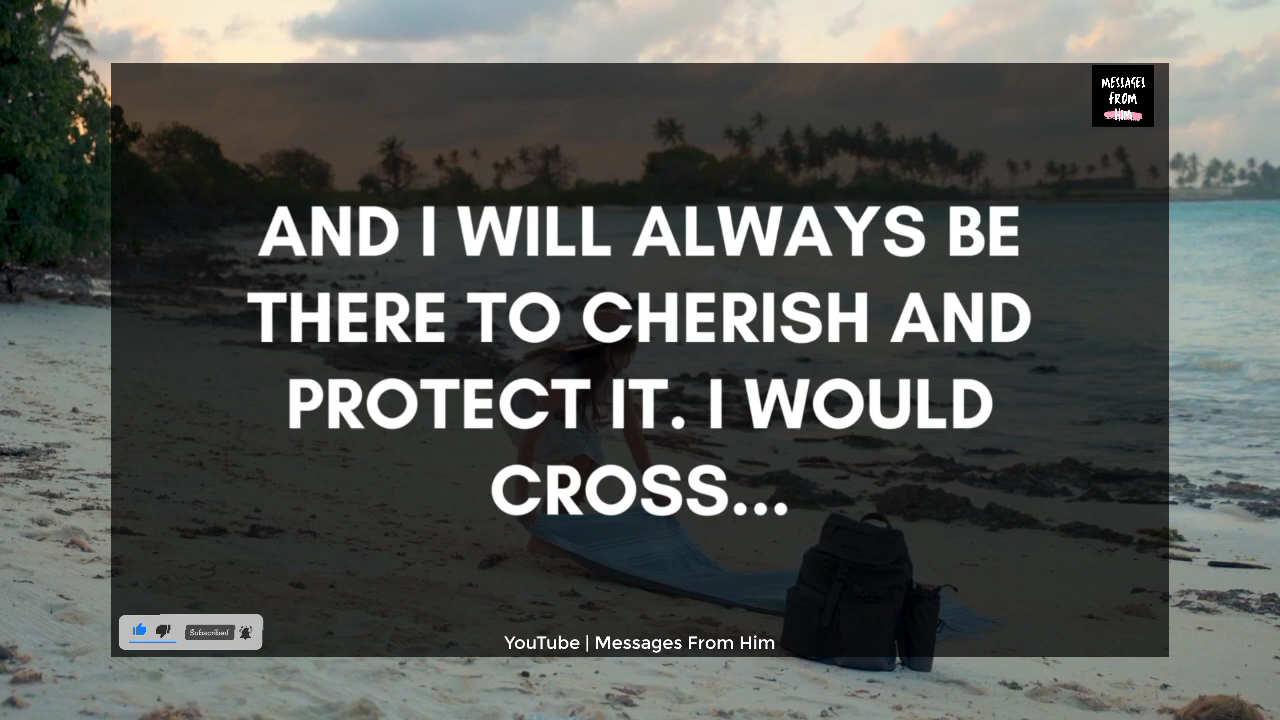 MESSAGES
FROM
HIM...
AND I WILL ALWAYS BE
THERE TO CHERISH AND
PROTECT IT. I WOULD
CROSS...
Subscribed
YouTube | Messages From Him